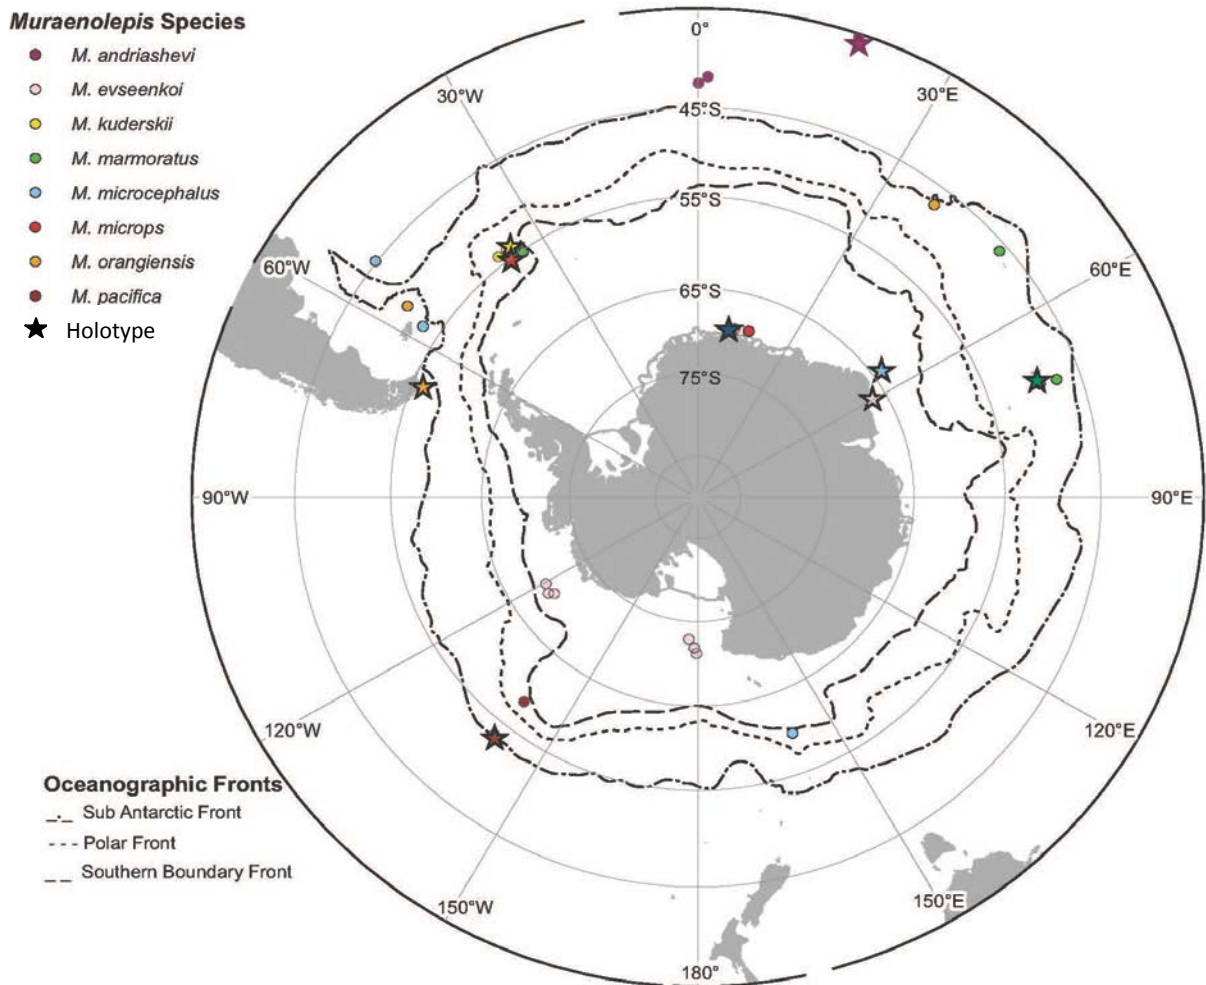 Muraenolepis Species
M. andriashevi
M. evseenkoi
M. kuderskii
M. marmoratus
M. microcephalus
M. microps
M. orangiensis
M. pacifica
Holotype
0°
30°W
30°E
45°S
55°S
60°W
60°E
65°S
75°S
90°W
90°E
120°W
120°E
150°W
150°E
180°
Oceanographic Fronts
Sub Antarctic Front
Polar Front
Southern Boundary Front